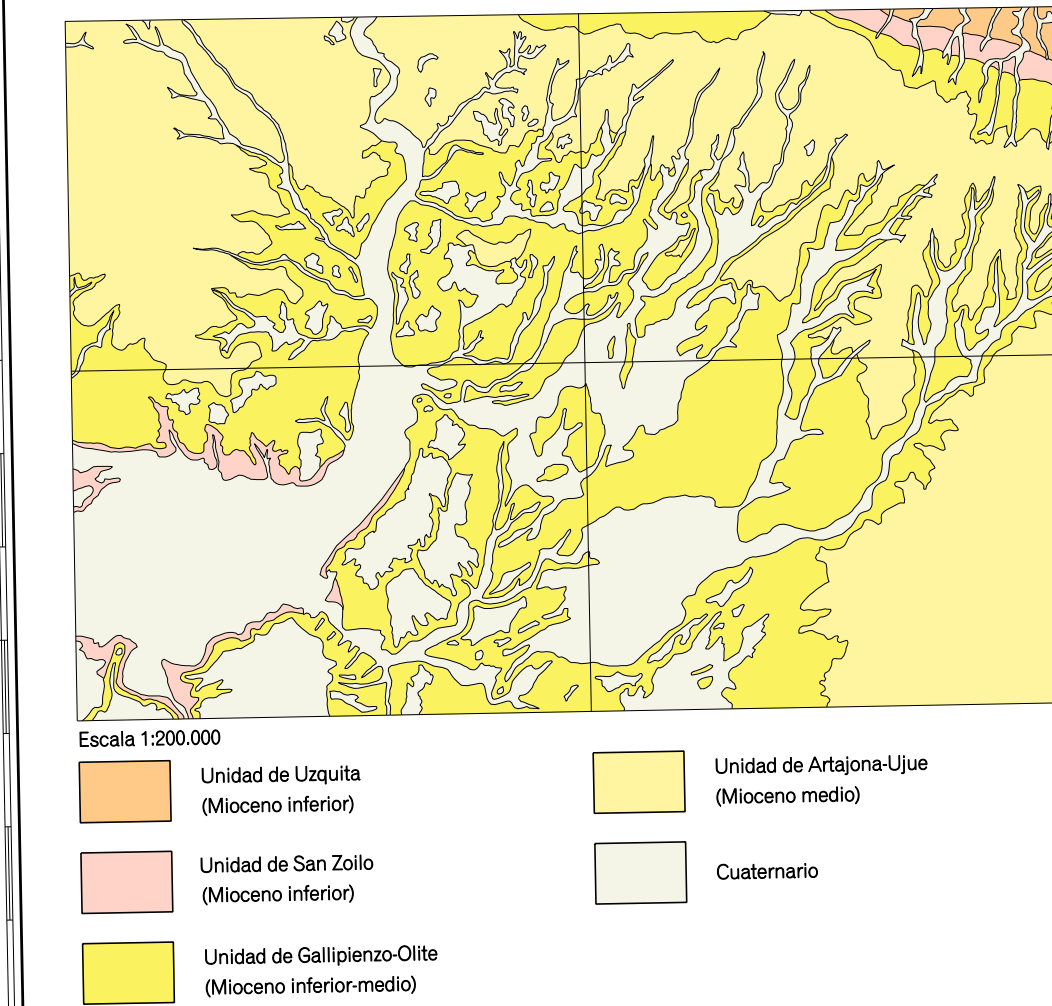 Escala 1:200.000
Unidad de Uzquita
(Mioceno inferior)
Unidad de San Zoilo
(Mioceno inferior)
Unidad de Gallipienzo-Olite
(Mioceno inferior-medio)
Unidad de Artajona-Ujue
(Mioceno medio)
Cuaternario